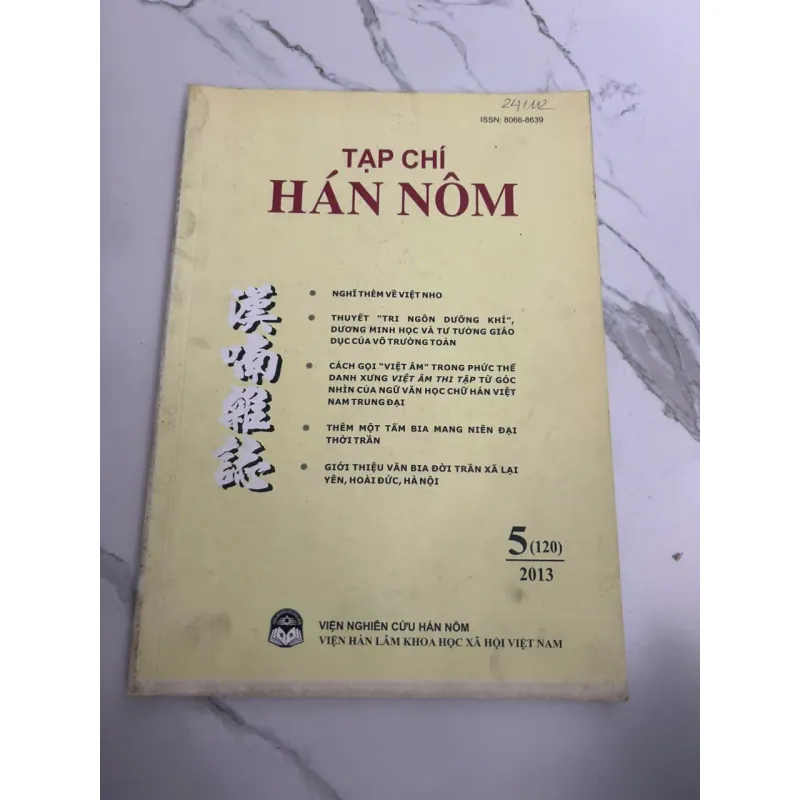 24112
ISSN: 8066-8639
TẠP CHÍ
HÁN NÔM
漢喃雜誌
NGHĨ THÊM VỀ VIỆT NHO
THUYẾT "TRI NGÔN DƯỠNG KHÍ",
DƯƠNG MINH HỌC VÀ TƯ TƯỞNG GIÁO
DỤC CỦA VÕ TRƯỜNG TOẢN
CÁCH GỌI "VIỆT ÂM" TRONG PHỨC THỂ
DANH XƯNG VIỆT ÂM THI TẬP TỪ GÓC
NHÌN CỦA NGỮ VĂN HỌC CHỮ HÁN VIỆT
NAM TRUNG ĐẠI
THÊM MỘT TẤM BIA MANG NIÊN ĐẠI
THỜI TRẦN
GIỚI THIỆU VĂN BIA ĐỜI TRẦN XÃ LẠI
YÊN, HOÀI ĐỨC, HÀ NỘI
5 (120)
2013
VIỆN NGHIÊN CỨU HÁN NÔM
VIỆN HÀN LÂM KHOA HỌC XÃ HỘI VIỆT NAM